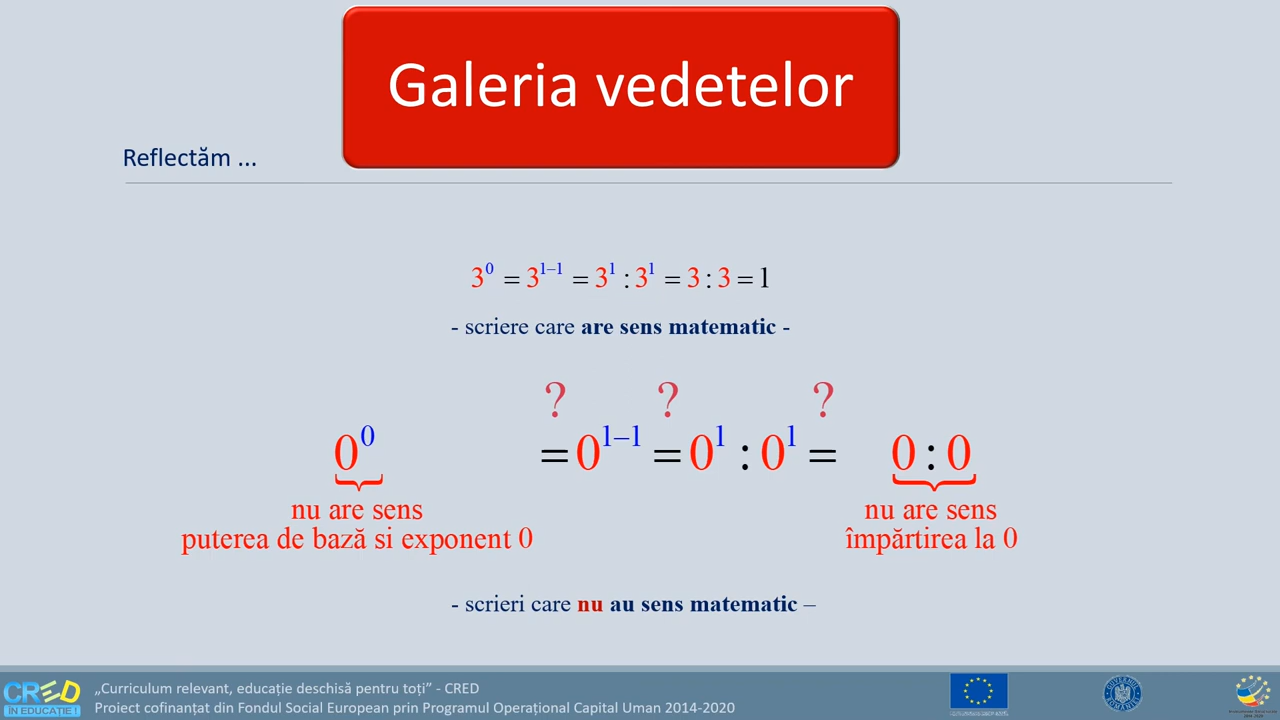 Galeria vedetelor
Reflectăm ...
3⁰ = 3¹⁻¹ = 3¹ : 3¹ = 3 : 3 = 1
- scriere care are sens matematic -
? ? ?
0⁰ = 0¹⁻¹ = 0¹ : 0¹ = 0 : 0
nu are sens
puterea de bază si exponent 0
nu are sens
împărtirea la 0
- scrieri care nu au sens matematic –
CRED
ÎN EDUCAȚIE !
„Curriculum relevant, educație deschisă pentru toți” - CRED
Proiect cofinanțat din Fondul Social European prin Programul Operațional Capital Uman 2014-2020